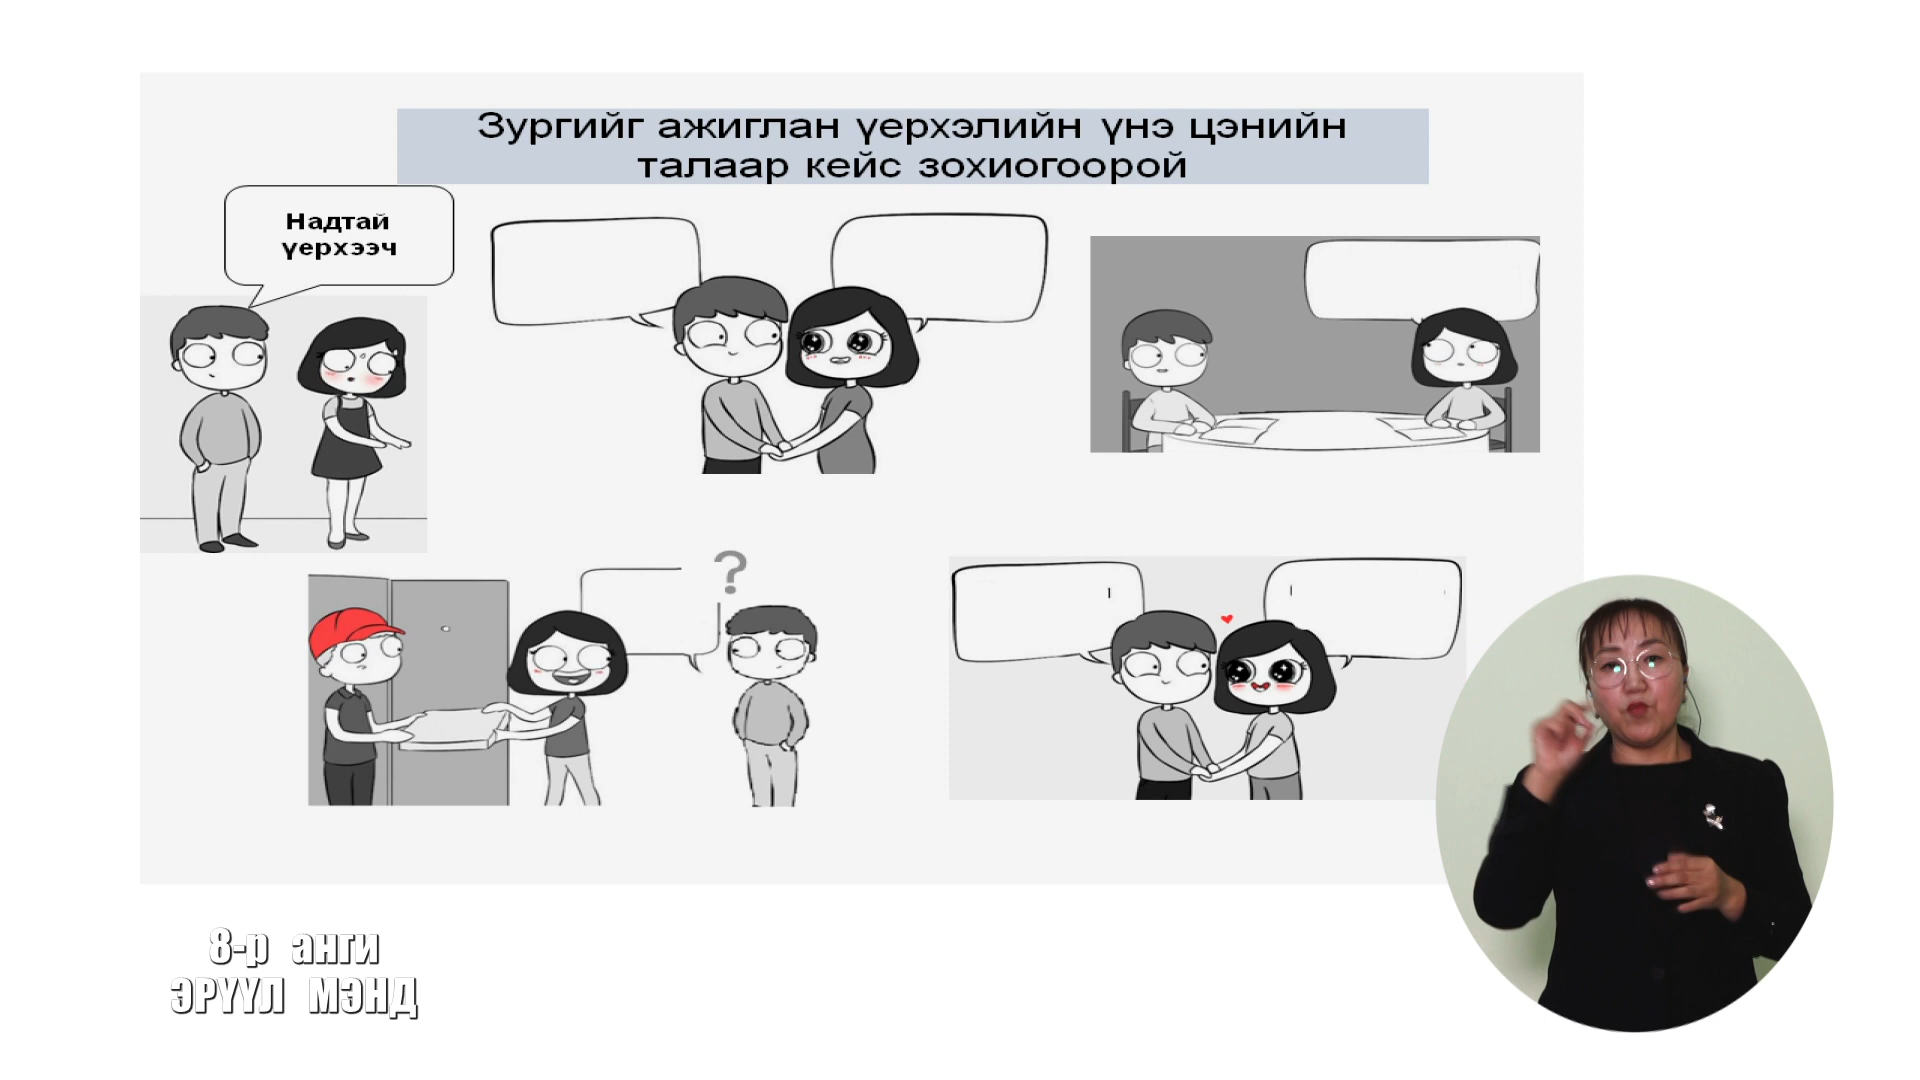 Зургийг ажиглан үерхэлийн үнэ цэнийн
талаар кейс зохиогоорой
Надтай
үерхээч
?
8-р анги
ЭРҮҮЛ МЭНД